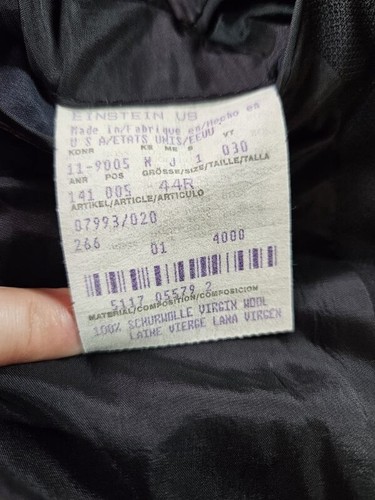 EINSTEIN US
Made in/Fabrique en/Hecho en
U S A/ETATS UNIS/EEUU
KONR KS ME B VT
11-9005 N J 1 030
ANR POS GRÖSSE/SIZE/TAILLE/TALLA
141 005 44R
ARTIKEL/ARTICLE/ARTICULO
07993/020
266 01 4000
5117 05579 2
MATERIAL/COMPOSITION/COMPOSICION
100% SCHURWOLLE VIRGIN WOOL
LAINE VIERGE LANA VIRGEN